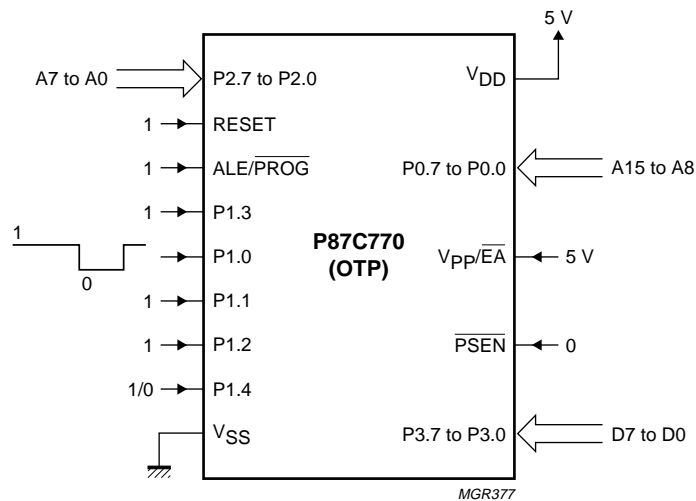 5 V
A7 to A0 P2.7 to P2.0 VDD
1 RESET
1 ALE/PROG P0.7 to P0.0 A15 to A8
1 P1.3
1 0 P1.0 P87C770 VPP/EA 5 V
(OTP)
1 P1.1
1 P1.2 PSEN 0
1/0 P1.4
VSS P3.7 to P3.0 D7 to D0
MGR377